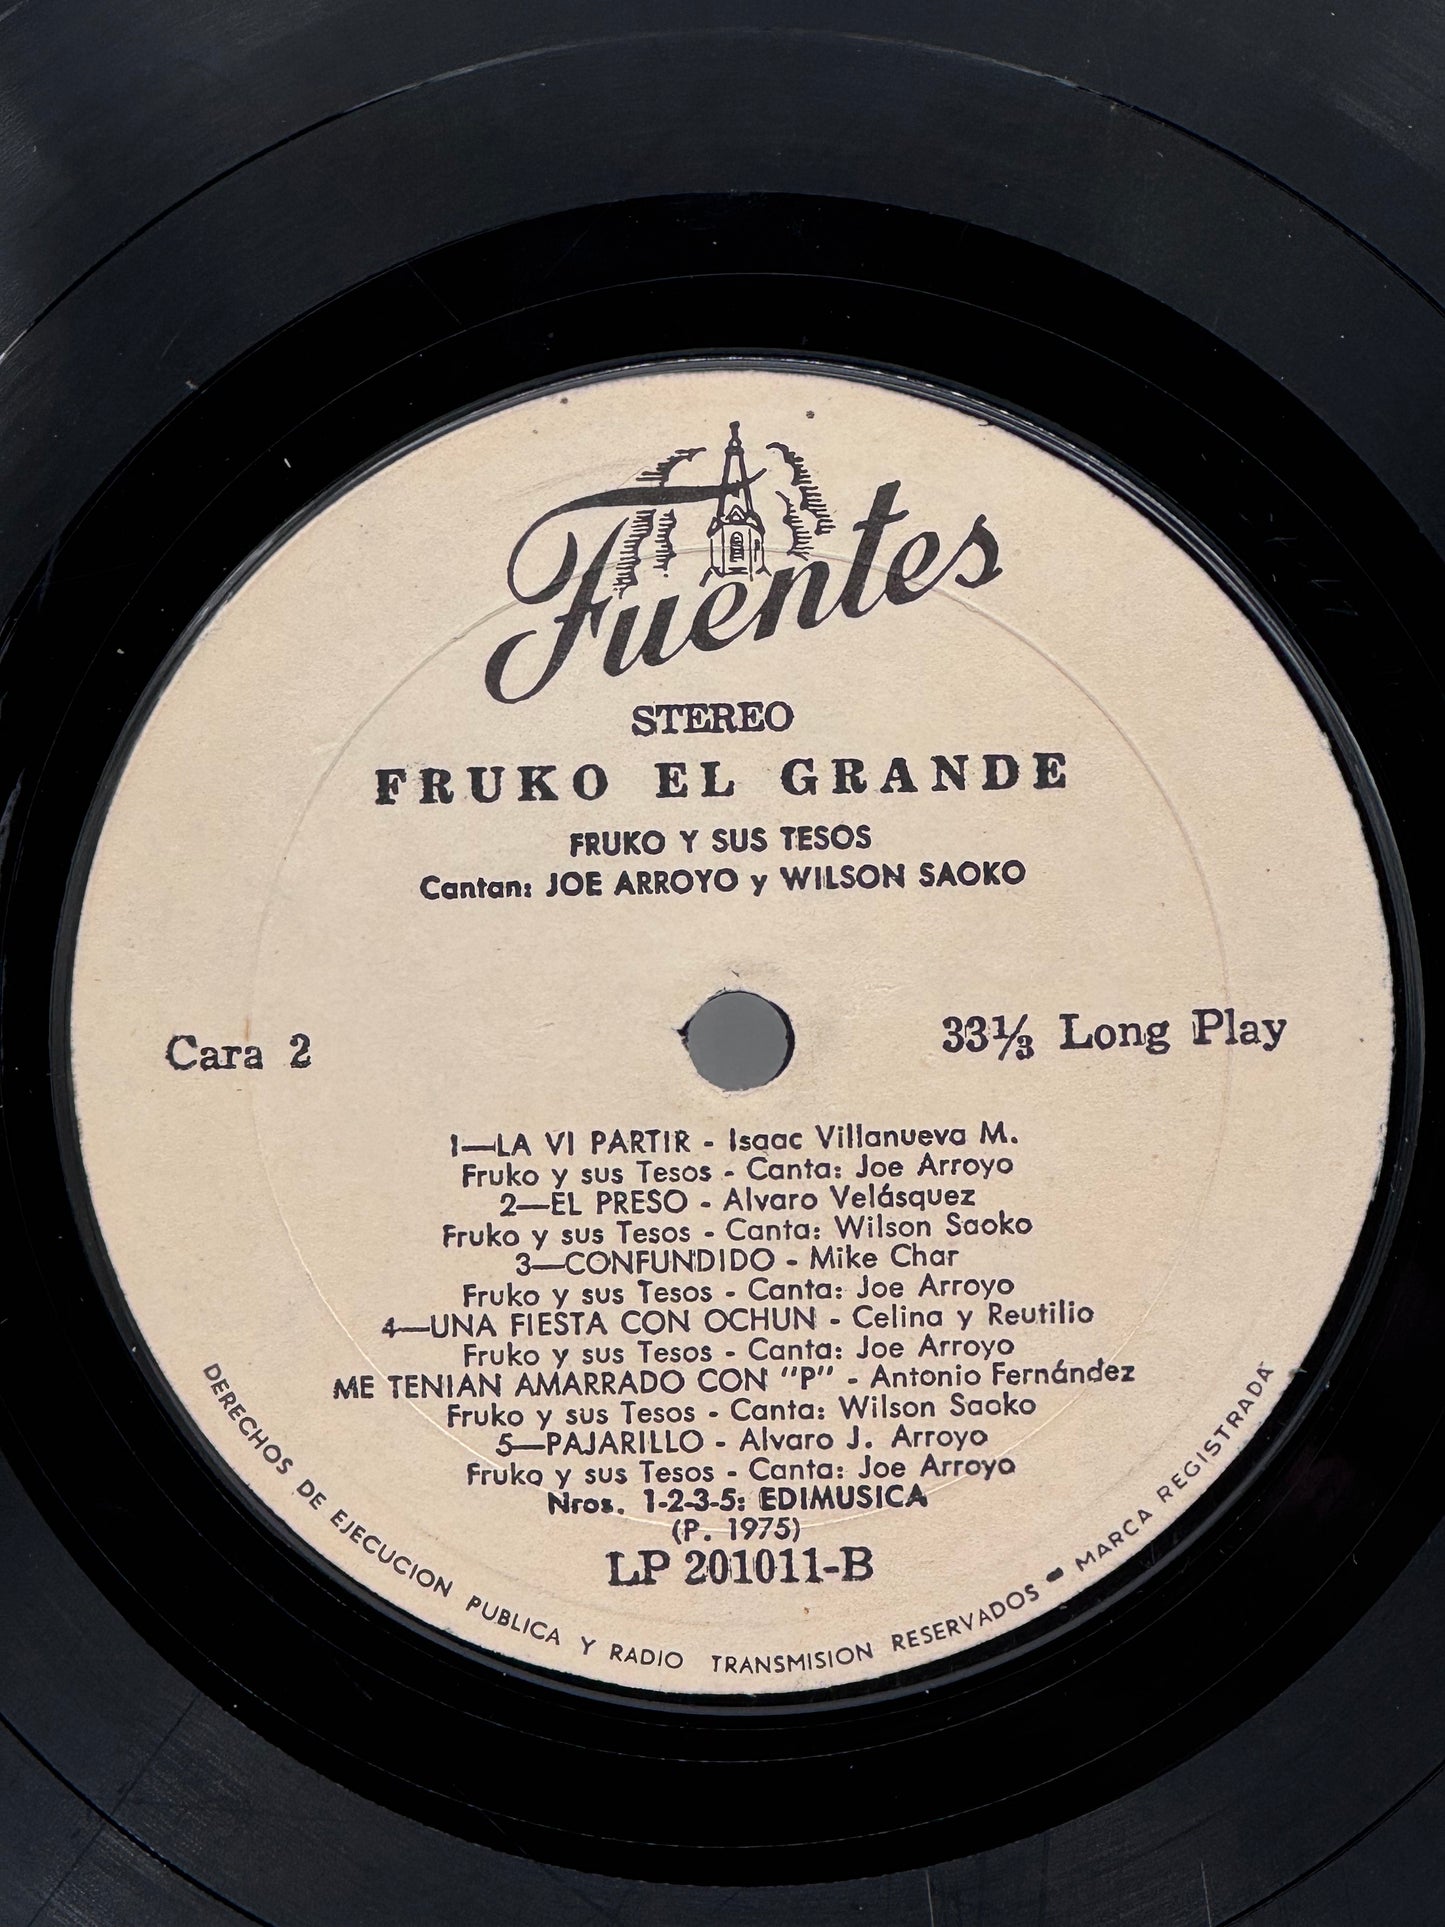 Fuentes
STEREO
FRUKO EL GRANDE
FRUKO Y SUS TESOS
Cantan: JOE ARROYO y WILSON SAOKO
Cara 2
33⅓ Long Play
1—LA VI PARTIR - Isaac Villanueva M.
Fruko y sus Tesos - Canta: Joe Arroyo
2—EL PRESO - Alvaro Velásquez
Fruko y sus Tesos - Canta: Wilson Saoko
3—CONFUNDIDO - Mike Char
Fruko y sus Tesos - Canta: Joe Arroyo
4—UNA FIESTA CON OCHUN - Celina y Reutilio
Fruko y sus Tesos - Canta: Joe Arroyo
ME TENIAN AMARRADO CON "P" - Antonio Fernández
Fruko y sus Tesos - Canta: Wilson Saoko
5—PAJARILLO - Alvaro J. Arroyo
Fruko y sus Tesos - Canta: Joe Arroyo
Nros. 1-2-3-5: EDIMUSICA
(P. 1975)
LP 201011-B
DERECHOS DE EJECUCION PUBLICA Y RADIO TRANSMISION RESERVADOS - MARCA REGISTRADA